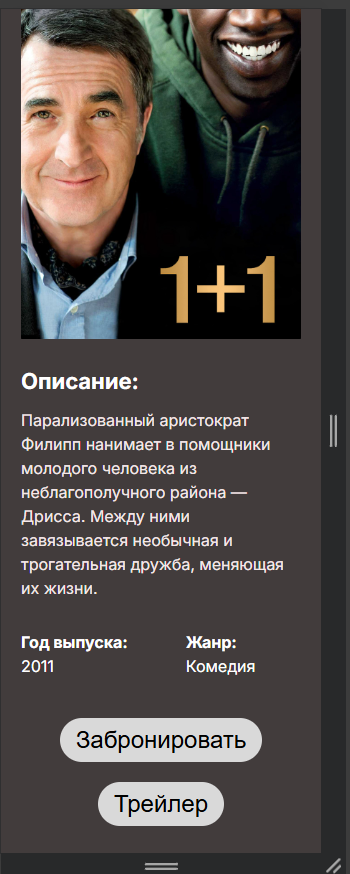 1+1
Описание:
Парализованный аристократ
Филипп нанимает в помощники
молодого человека из
неблагополучного района —
Дрисса. Между ними
завязывается необычная и
трогательная дружба, меняющая
их жизни.
Год выпуска: Жанр:
2011 Комедия
Забронировать
Трейлер